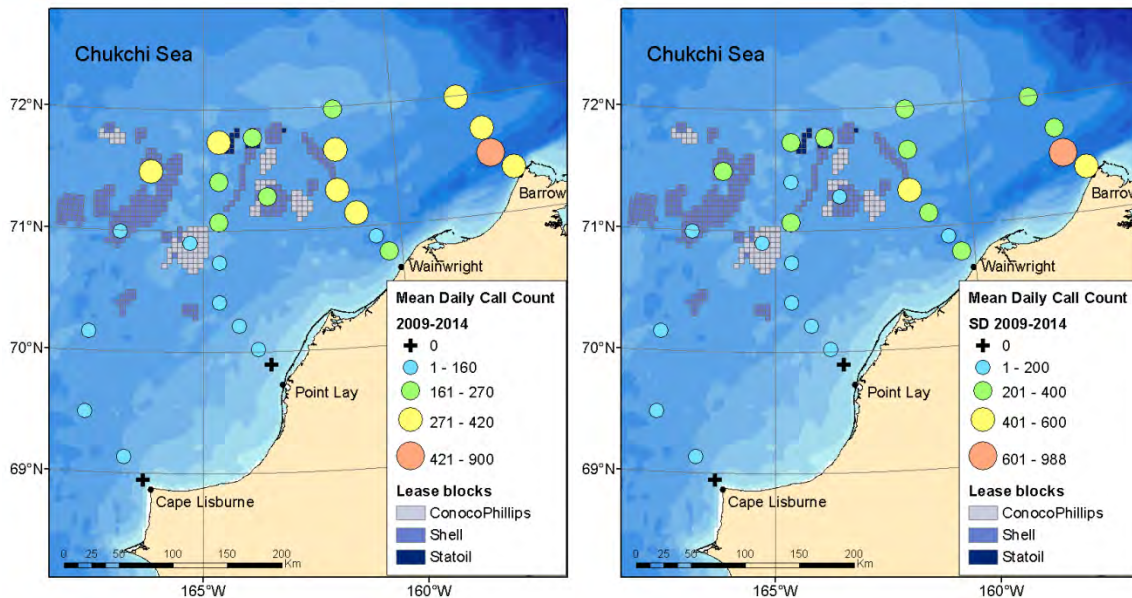 Chukchi Sea
72°N
71°N
70°N
69°N
Barrow
Wainwright
Point Lay
Cape Lisburne
Mean Daily Call Count
2009-2014
0
1 - 160
161 - 270
271 - 420
421 - 900
Lease blocks
ConocoPhillips
Shell
Statoil
0 25 50 100 150 200
Km
165°W 160°W
Chukchi Sea
Barrow
Wainwright
Point Lay
Cape Lisburne
Mean Daily Call Count
SD 2009-2014
0
1 - 200
201 - 400
401 - 600
601 - 988
Lease blocks
ConocoPhillips
Shell
Statoil
0 25 50 100 150 200
Km
165°W 160°W